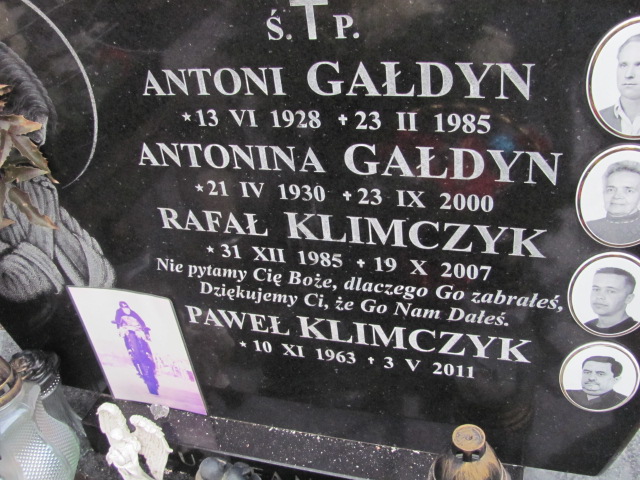 Ś. P.
ANTONI GAŁDYN
* 13 VI 1928 + 23 II 1985
ANTONINA GAŁDYN
* 21 IV 1930 + 23 IX 2000
RAFAŁ KLIMCZYK
* 31 XII 1985 + 19 X 2007
Nie pytamy Cię Boże, dlaczego Go zabrałeś,
Dziękujemy Ci, że Go Nam Dałeś.
PAWEŁ KLIMCZYK
* 10 XI 1963 + 3 V 2011